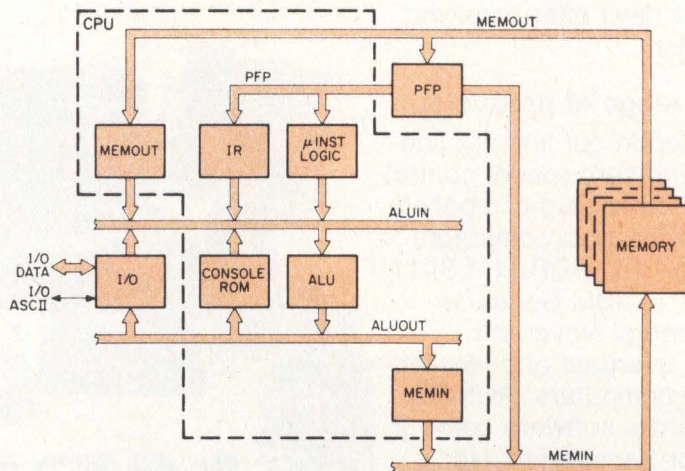 CPU
MEMOUT
PFP
PFP
MEMOUT
IR
μINST
LOGIC
ALUIN
MEMORY
I/O
DATA
I/O
ASCII
I/O
CONSOLE
ROM
ALU
ALUOUT
MEMIN
MEMIN